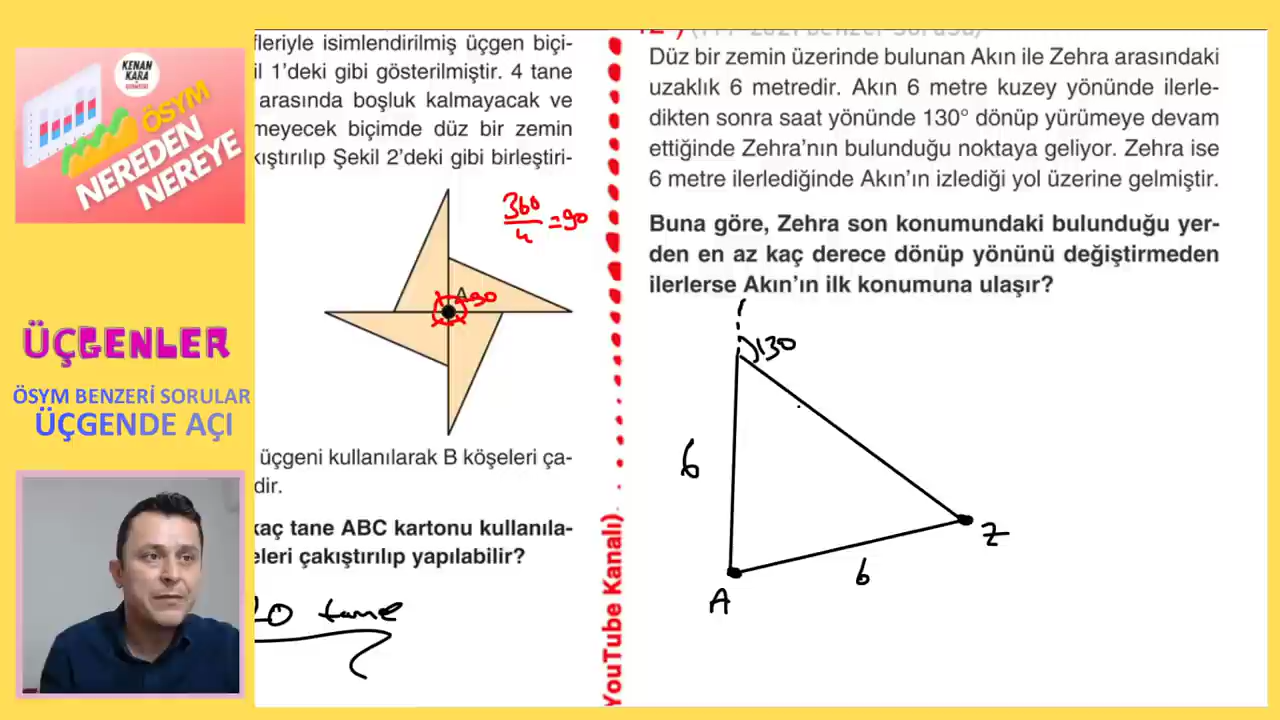 KENAN
KARA
ÖSYM
NEREDEN
NEREYE
ÜÇGENLER
ÖSYM BENZERİ SORULAR
ÜÇGENDE AÇI
fleriyle isimlendirilmiş üçgen biçi-
il 1'deki gibi gösterilmiştir. 4 tane
arasında boşluk kalmayacak ve
meyecek biçimde düz bir zemin
kıştırılıp Şekil 2'deki gibi birleştiri-
360
4
=90
A
90
üçgeni kullanılarak B köşeleri ça-
dir.
kaç tane ABC kartonu kullanıla-
eleri çakıştırılıp yapılabilir?
20 tane
YouTube Kanalı)
Düz bir zemin üzerinde bulunan Akın ile Zehra arasındaki
uzaklık 6 metredir. Akın 6 metre kuzey yönünde ilerle-
dikten sonra saat yönünde 130° dönüp yürümeye devam
ettiğinde Zehra'nın bulunduğu noktaya geliyor. Zehra ise
6 metre ilerlediğinde Akın'ın izlediği yol üzerine gelmiştir.
Buna göre, Zehra son konumundaki bulunduğu yer-
den en az kaç derece dönüp yönünü değiştirmeden
ilerlerse Akın'ın ilk konumuna ulaşır?
130
6
Z
6
A